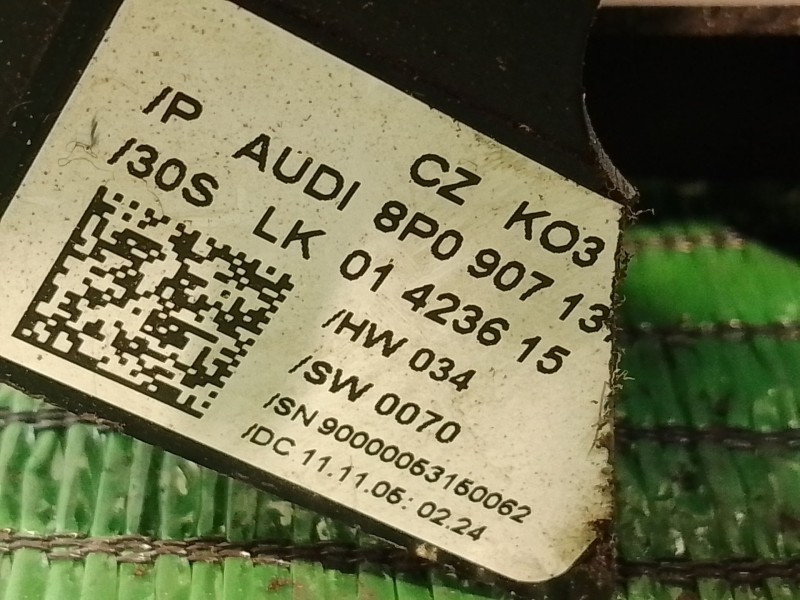 CZ KO3
/P AUDI 8P0 907 13
/30S LK 01 4236 15
/HW 034
/SW 0070
/SN 90000053150062
/DC 11.11.05: 02.24